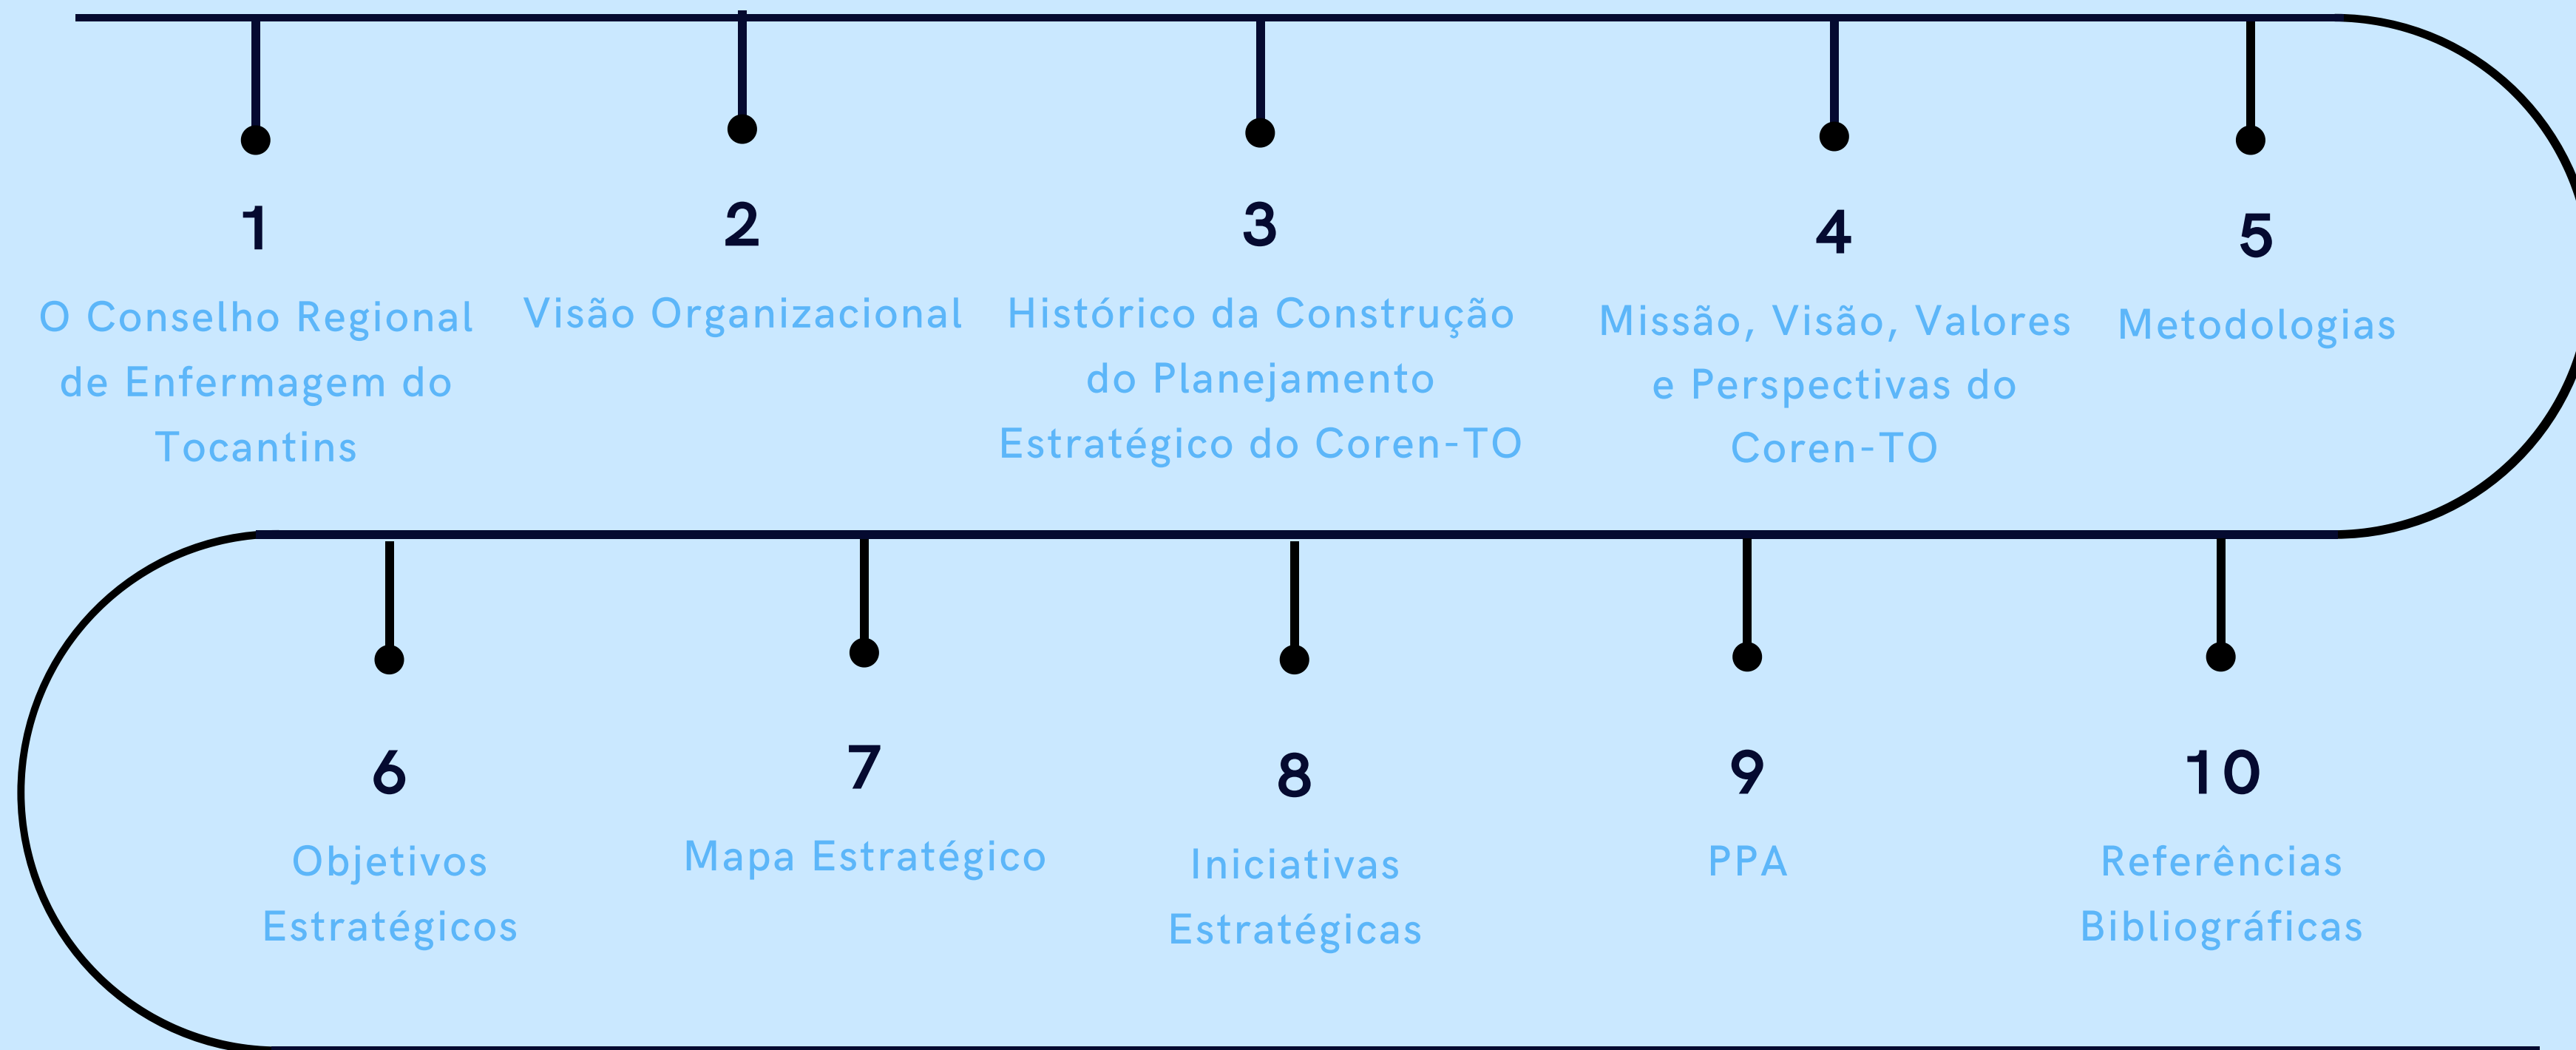 1
O Conselho Regional
de Enfermagem do
Tocantins
2
Visão Organizacional
3
Histórico da Construção
do Planejamento
Estratégico do Coren-TO
4
Missão, Visão, Valores
e Perspectivas do
Coren-TO
5
Metodologias
6
Objetivos
Estratégicos
7
Mapa Estratégico
8
Iniciativas
Estratégicas
9
PPA
10
Referências
Bibliográficas